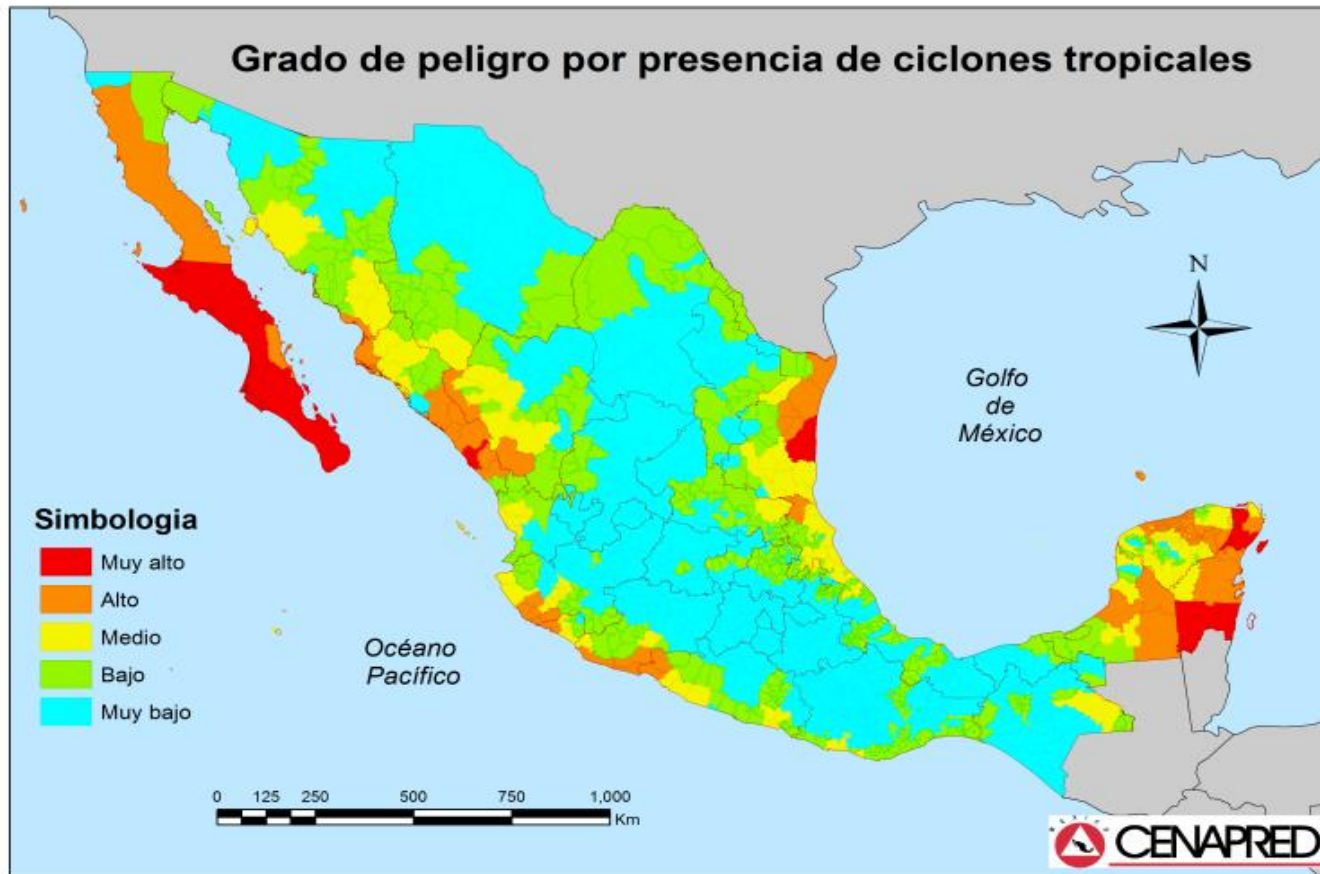 Grado de peligro por presencia de ciclones tropicales
N
Golfo
de
México
Simbologia
Muy alto
Alto
Medio
Bajo
Muy bajo
Océano
Pacífico
0 125 250 500 750 1,000
Km
MÉXICO
CENAPRED